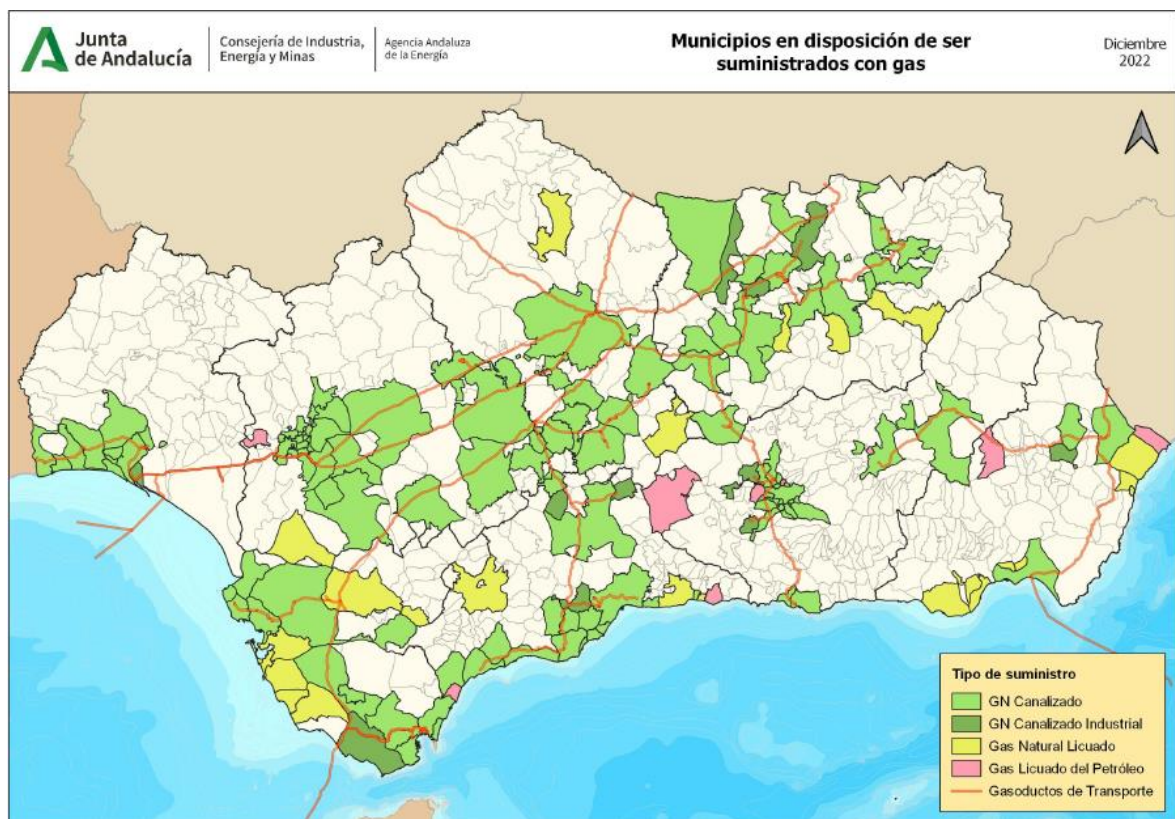 Junta
de Andalucía
Consejería de Industria,
Energía y Minas
Agencia Andaluza
de la Energía
Municipios en disposición de ser
suministrados con gas
Diciembre
2022
Tipo de suministro
GN Canalizado
GN Canalizado Industrial
Gas Natural Licuado
Gas Licuado del Petróleo
Gasoductos de Transporte